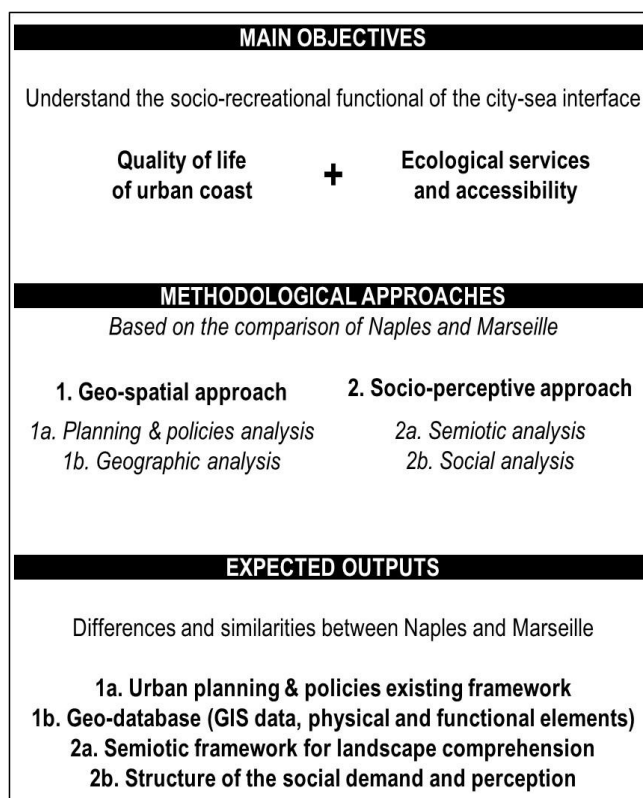 MAIN OBJECTIVES
Understand the socio-recreational functional of the city-sea interface
Quality of life
of urban coast
+
Ecological services
and accessibility
METHODOLOGICAL APPROACHES
Based on the comparison of Naples and Marseille
1. Geo-spatial approach
1a. Planning & policies analysis
1b. Geographic analysis
2. Socio-perceptive approach
2a. Semiotic analysis
2b. Social analysis
EXPECTED OUTPUTS
Differences and similarities between Naples and Marseille
1a. Urban planning & policies existing framework
1b. Geo-database (GIS data, physical and functional elements)
2a. Semiotic framework for landscape comprehension
2b. Structure of the social demand and perception